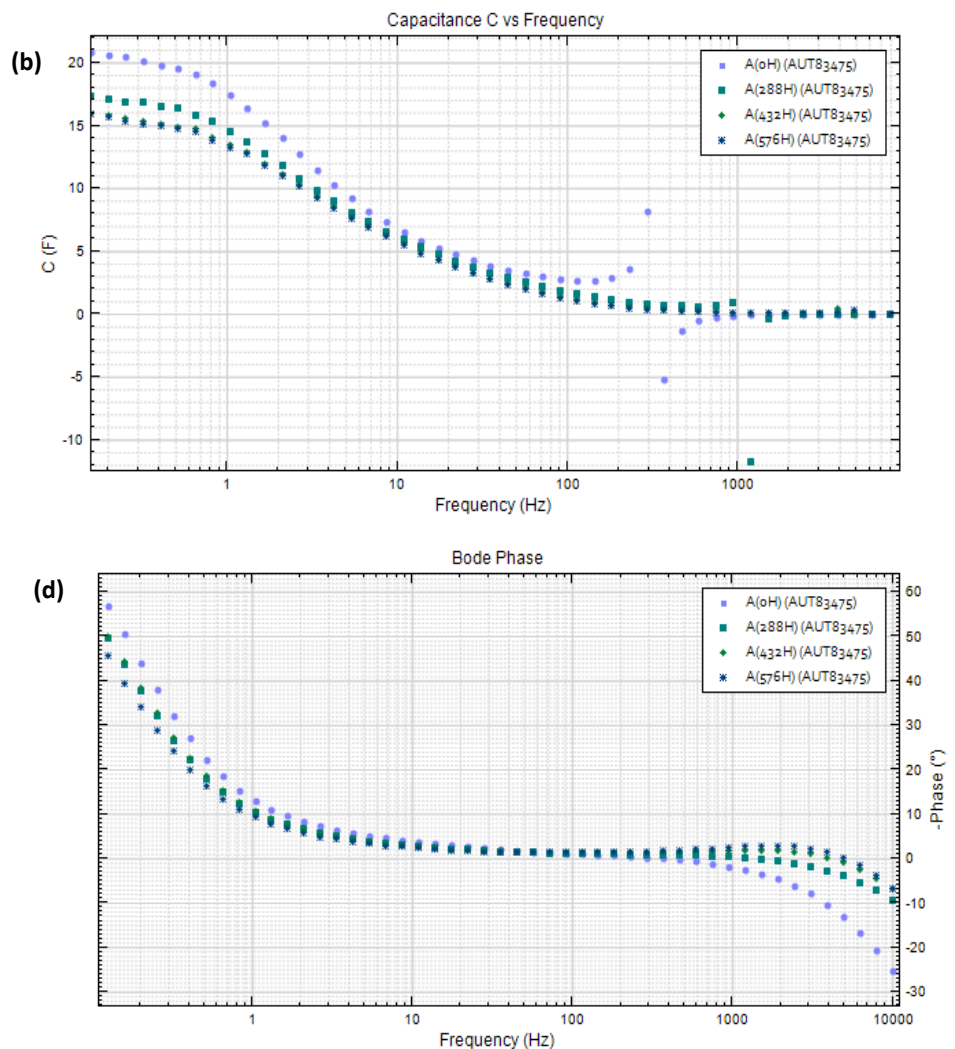 Capacitance C vs Frequency
(b)
20
15
10
5
0
-5
-10
C (F)
A(0H) (AUT83475)
A(288H) (AUT83475)
A(432H) (AUT83475)
A(576H) (AUT83475)
1 10 100 1000
Frequency (Hz)
Bode Phase
(d)
A(0H) (AUT83475)
A(288H) (AUT83475)
A(432H) (AUT83475)
A(576H) (AUT83475)
60
50
40
30
20
10
0
-10
-20
-30
-Phase (°)
1 10 100 1000 10000
Frequency (Hz)